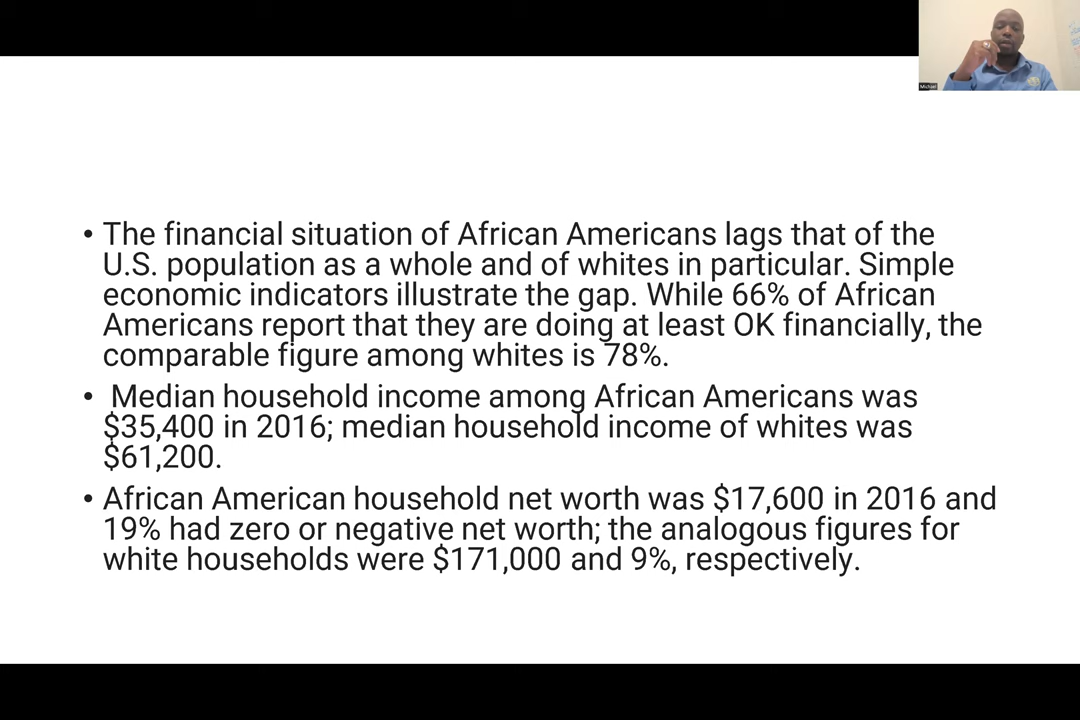 Michael
• The financial situation of African Americans lags that of the
U.S. population as a whole and of whites in particular. Simple
economic indicators illustrate the gap. While 66% of African
Americans report that they are doing at least OK financially, the
comparable figure among whites is 78%.
• Median household income among African Americans was
$35,400 in 2016; median household income of whites was
$61,200.
• African American household net worth was $17,600 in 2016 and
19% had zero or negative net worth; the analogous figures for
white households were $171,000 and 9%, respectively.